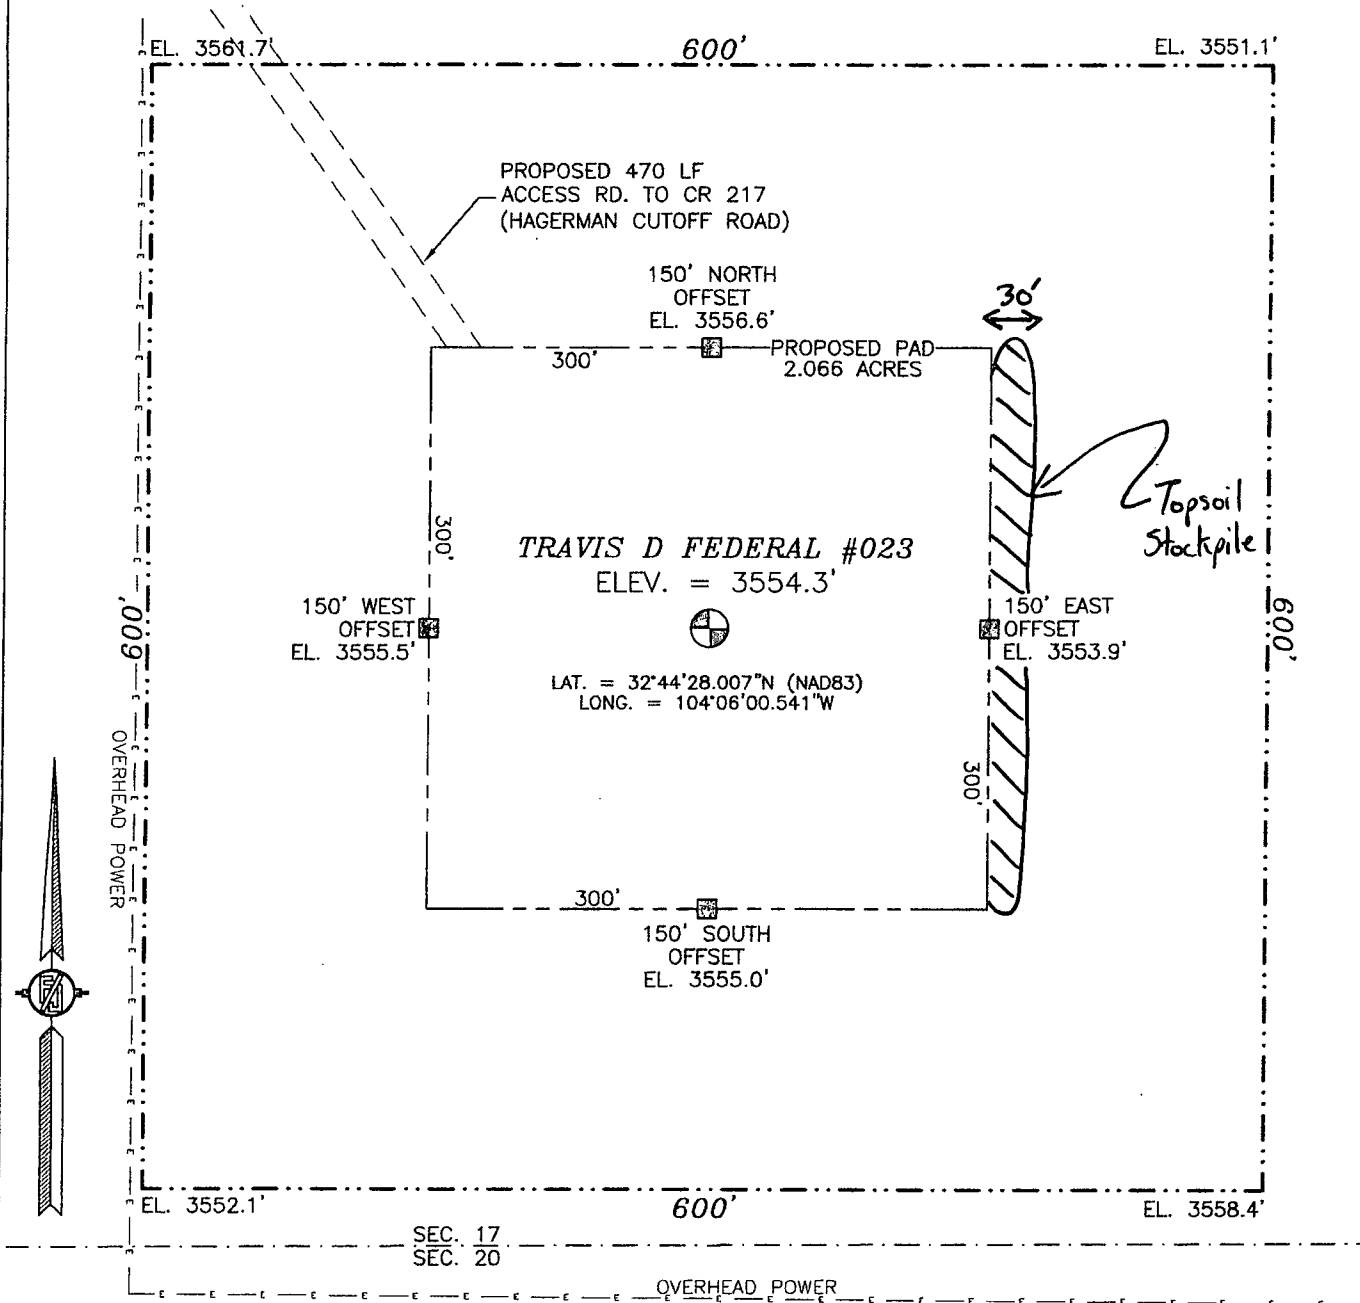 EL. 3561.7'
600'
EL. 3551.1'
PROPOSED 470 LF
ACCESS RD. TO CR 217
(HAGERMAN CUTOFF ROAD)
150' NORTH
OFFSET
EL. 3556.6'
30'
300'
PROPOSED PAD
2.066 ACRES
Topsoil
Stockpile
300'
TRAVIS D FEDERAL #023
ELEV. = 3554.3'
600'
150' WEST
OFFSET
EL. 3555.5'
150' EAST
OFFSET
EL. 3553.9'
600'
LAT. = 32°44'28.007"N (NAD83)
LONG. = 104°06'00.541"W
OVERHEAD POWER
300'
300'
150' SOUTH
OFFSET
EL. 3555.0'
EL. 3552.1'
600'
EL. 3558.4'
SEC. 17
SEC. 20
OVERHEAD POWER